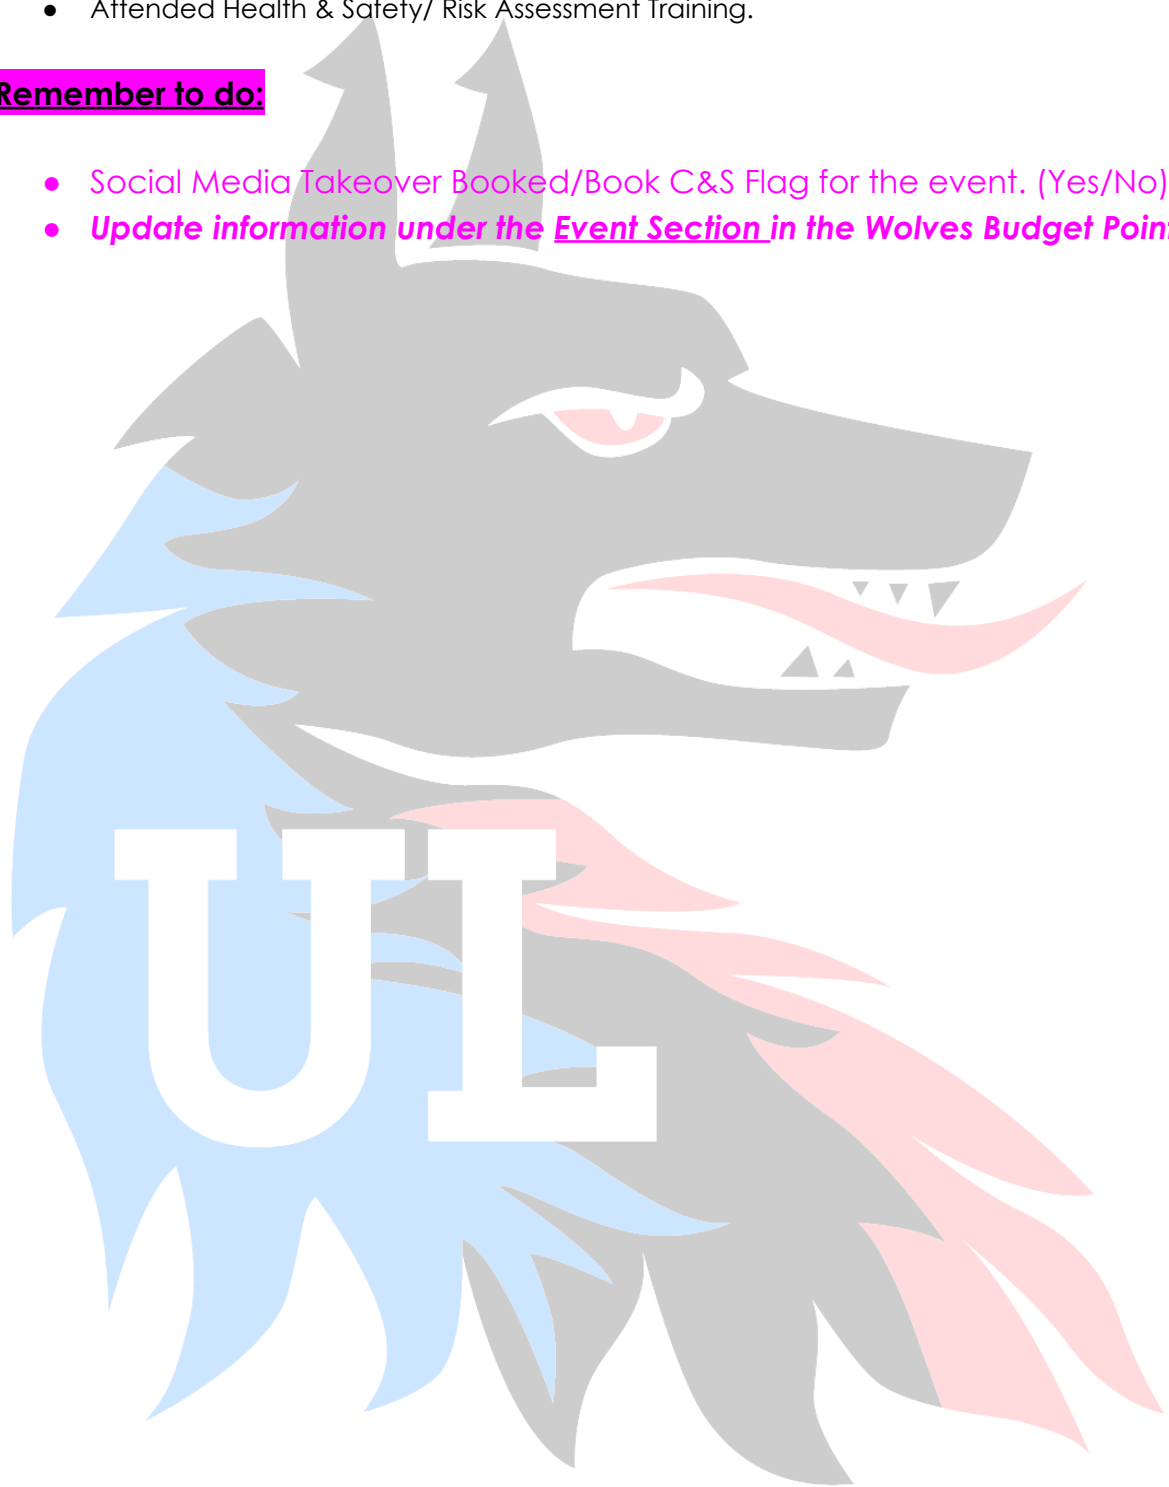 ● Attended Health & Safety/ Risk Assessment Training.
Remember to do:
● Social Media Takeover Booked/Book C&S Flag for the event. (Yes/No)
● Update information under the Event Section in the Wolves Budget Point
UL